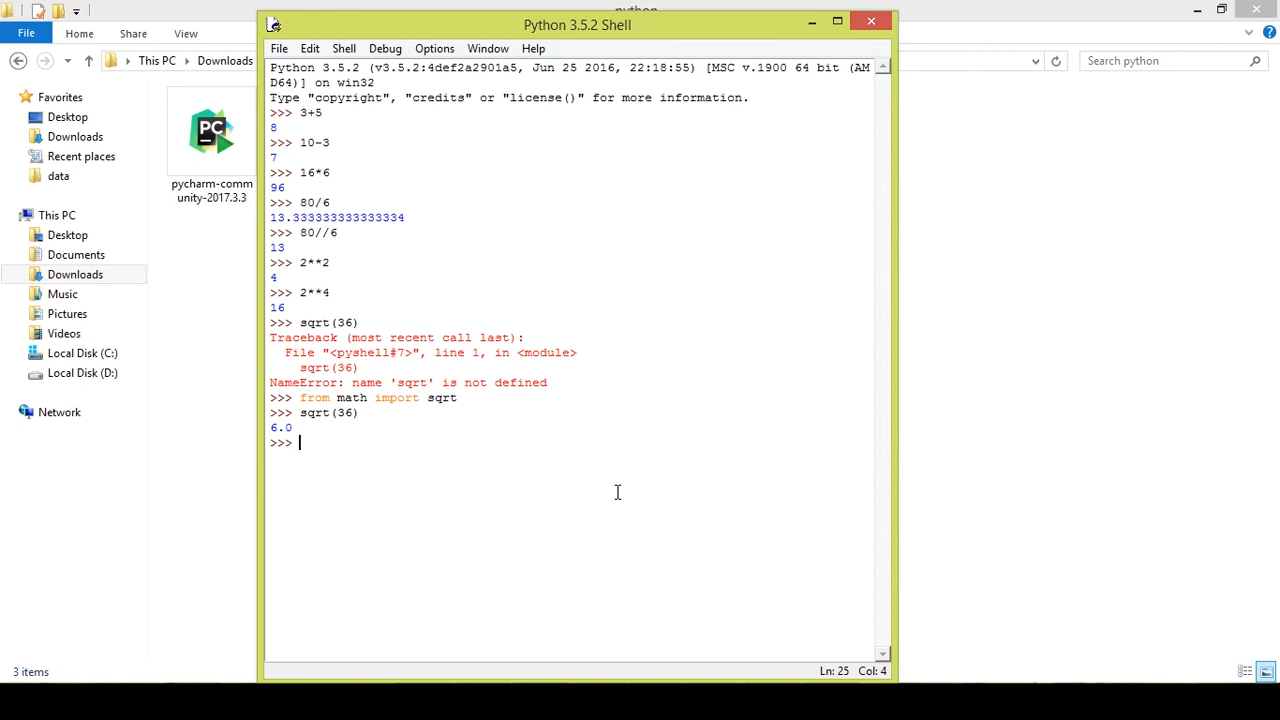 python
Python 3.5.2 Shell
File Home Share View
File Edit Shell Debug Options Window Help
This PC Downloads
Search python
Favorites
Desktop
Downloads
Recent places
data
This PC
Desktop
Documents
Downloads
Music
Pictures
Videos
Local Disk (C:)
Local Disk (D:)
Network
PC
pycharm-comm
unity-2017.3.3
Python 3.5.2 (v3.5.2:4def2a2901a5, Jun 25 2016, 22:18:55) [MSC v.1900 64 bit (AM
D64)] on win32
Type "copyright", "credits" or "license()" for more information.
>>> 3+5
8
>>> 10-3
7
>>> 16*6
96
>>> 80/6
13.333333333333334
>>> 80//6
13
>>> 2**2
4
>>> 2**4
16
>>> sqrt(36)
Traceback (most recent call last):
  File "<pyshell#7>", line 1, in <module>
    sqrt(36)
NameError: name 'sqrt' is not defined
>>> from math import sqrt
>>> sqrt(36)
6.0
>>>
3 items
Ln: 25 Col: 4